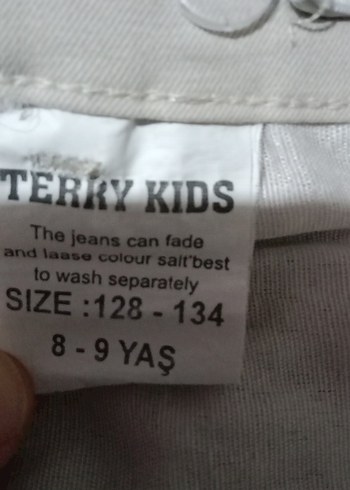 TERRY KIDS
The jeans can fade
and laase colour salt'best
to wash separately
SIZE :128 - 134
8 - 9 YAŞ